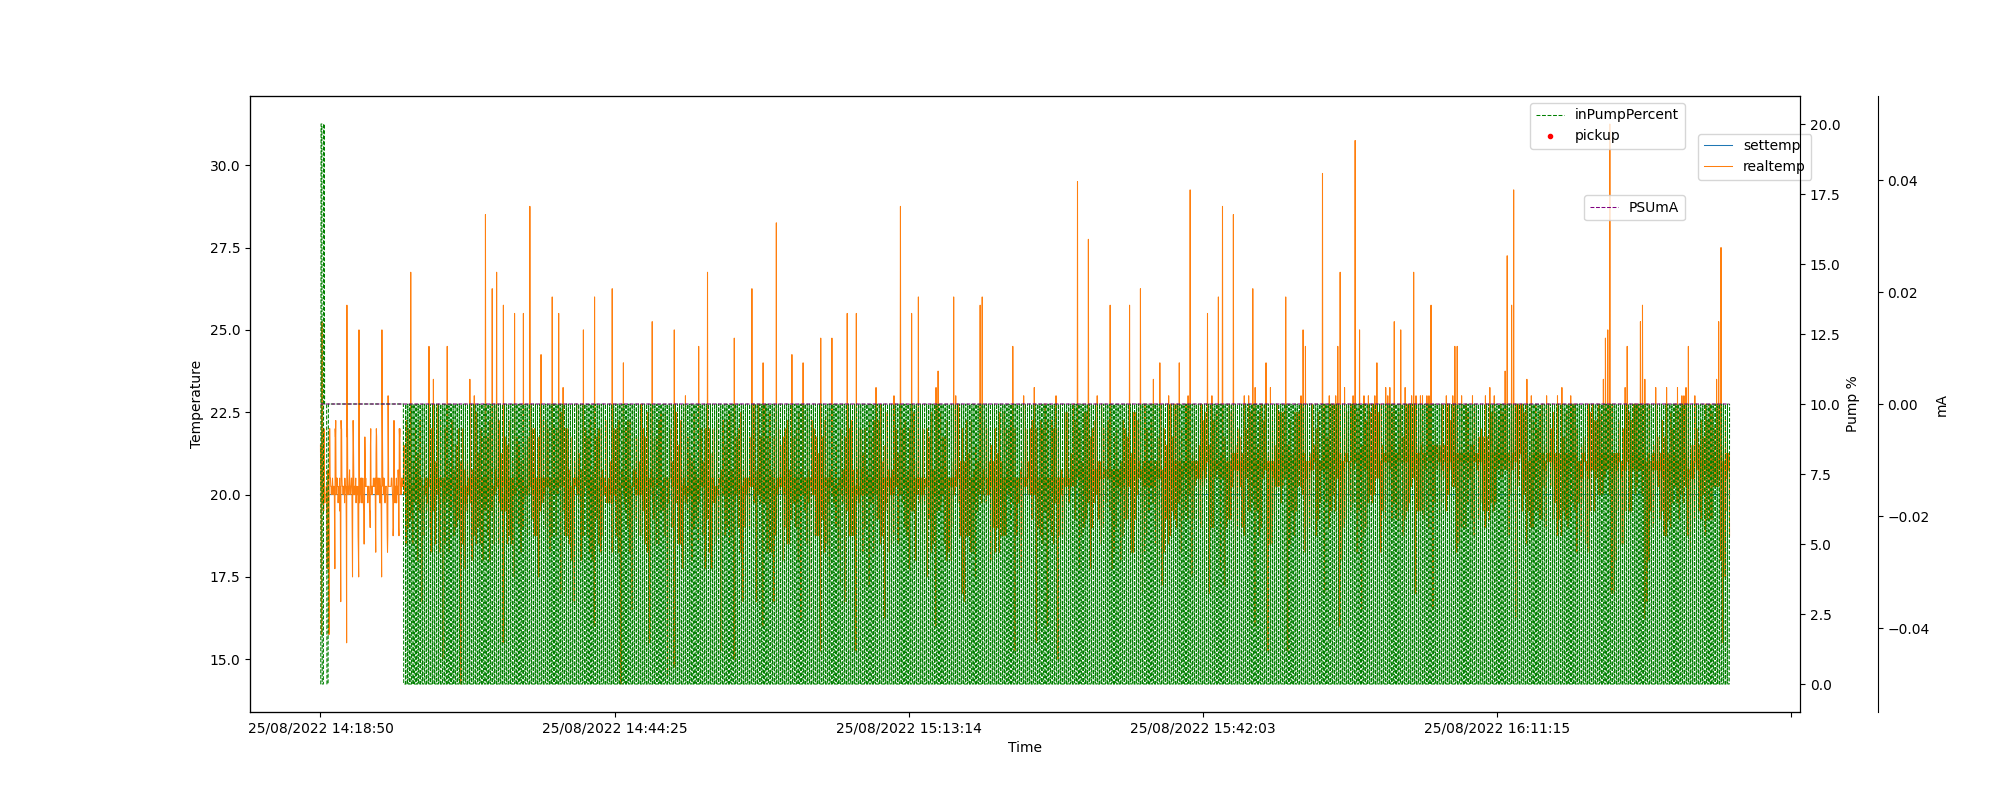 inPumpPercent
pickup
settemp
realtemp
PSUmA
30.0
27.5
25.0
22.5
20.0
17.5
15.0
Temperature
20.0
17.5
15.0
12.5
10.0
7.5
5.0
2.5
0.0
Pump %
0.04
0.02
0.00
−0.02
−0.04
mA
25/08/2022 14:18:50
25/08/2022 14:44:25
25/08/2022 15:13:14
25/08/2022 15:42:03
25/08/2022 16:11:15
Time